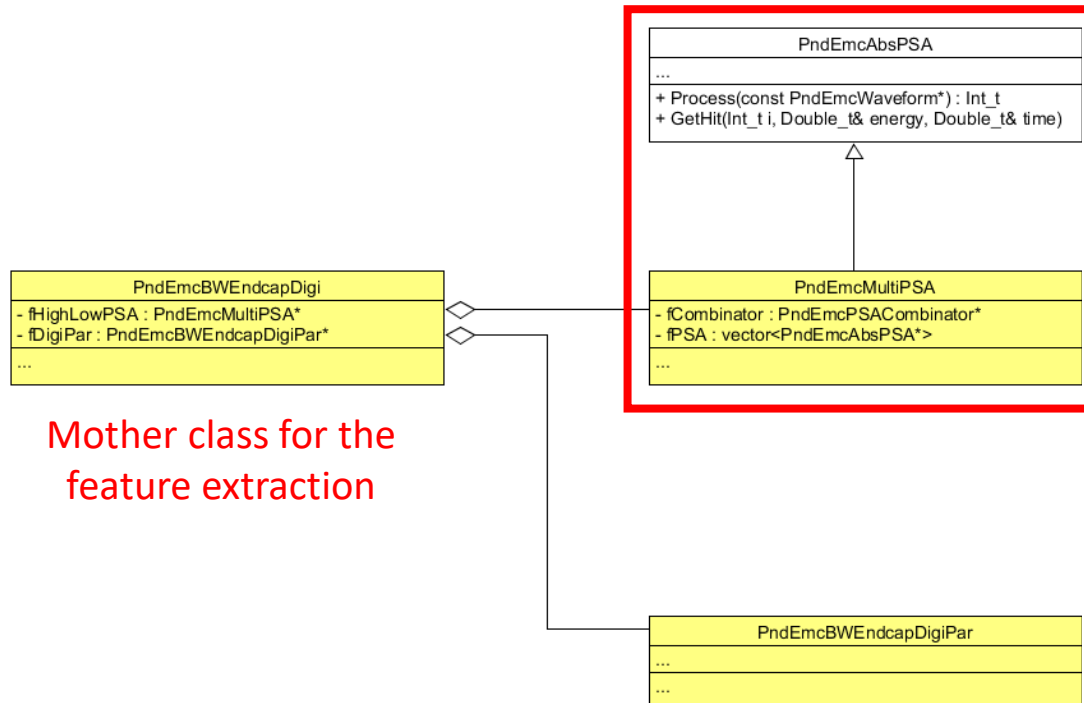 PndEmcAbsPSA
...
+ Process(const PndEmcWaveform*) : Int_t
+ GetHit(Int_t i, Double_t& energy, Double_t& time)
PndEmcBWEndcapDigi
- fHighLowPSA : PndEmcMultiPSA*
- fDigiPar : PndEmcBWEndcapDigiPar*
...
PndEmcMultiPSA
- fCombinator : PndEmcPSACombinator*
- fPSA : vector<PndEmcAbsPSA*>
...
Mother class for the
feature extraction
PndEmcBWEndcapDigiPar
...
...